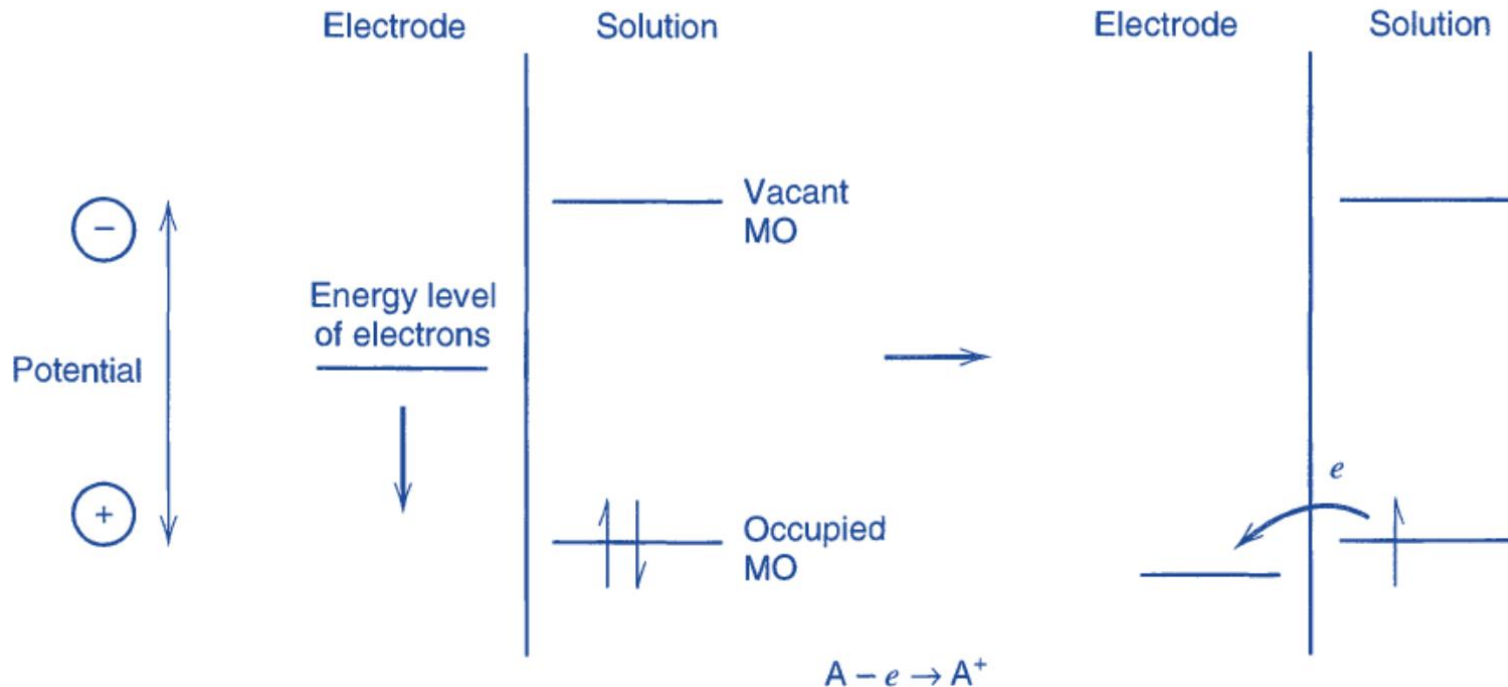 Electrode
Solution
Electrode
Solution
−
Vacant
MO
Energy level
of electrons
Potential
e
+
Occupied
MO
A − e → A⁺